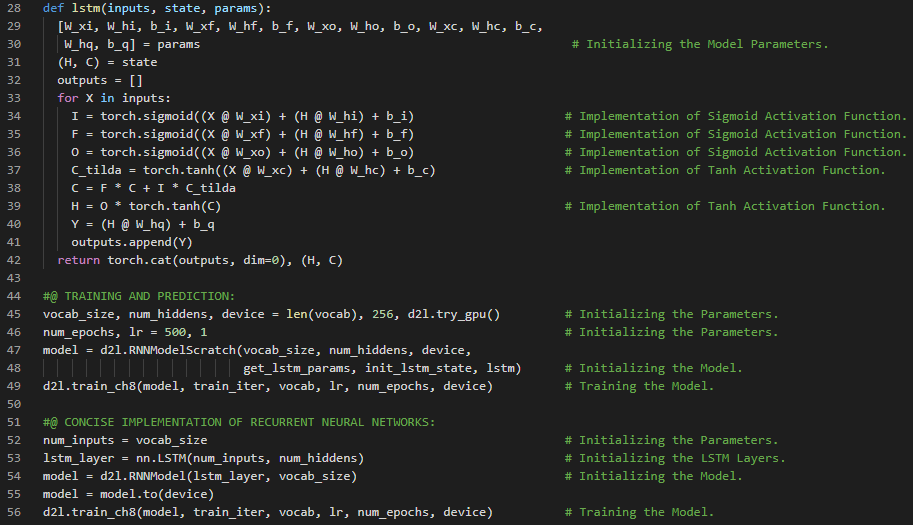 28 def lstm(inputs, state, params):
29   [W_xi, W_hi, b_i, W_xf, W_hf, b_f, W_xo, W_ho, b_o, W_xc, W_hc, b_c,
30    W_hq, b_q] = params # Initializing the Model Parameters.
31   (H, C) = state
32   outputs = []
33   for X in inputs:
34     I = torch.sigmoid((X @ W_xi) + (H @ W_hi) + b_i) # Implementation of Sigmoid Activation Function.
35     F = torch.sigmoid((X @ W_xf) + (H @ W_hf) + b_f) # Implementation of Sigmoid Activation Function.
36     O = torch.sigmoid((X @ W_xo) + (H @ W_ho) + b_o) # Implementation of Sigmoid Activation Function.
37     C_tilda = torch.tanh((X @ W_xc) + (H @ W_hc) + b_c) # Implementation of Tanh Activation Function.
38     C = F * C + I * C_tilda
39     H = O * torch.tanh(C) # Implementation of Tanh Activation Function.
40     Y = (H @ W_hq) + b_q
41     outputs.append(Y)
42   return torch.cat(outputs, dim=0), (H, C)
43
44 #@ TRAINING AND PREDICTION:
45 vocab_size, num_hiddens, device = len(vocab), 256, d2l.try_gpu() # Initializing the Parameters.
46 num_epochs, lr = 500, 1 # Initializing the Parameters.
47 model = d2l.RNNModelScratch(vocab_size, num_hiddens, device,
48                             get_lstm_params, init_lstm_state, lstm) # Initializing the Model.
49 d2l.train_ch8(model, train_iter, vocab, lr, num_epochs, device) # Training the Model.
50
51 #@ CONCISE IMPLEMENTATION OF RECURRENT NEURAL NETWORKS:
52 num_inputs = vocab_size # Initializing the Parameters.
53 lstm_layer = nn.LSTM(num_inputs, num_hiddens) # Initializing the LSTM Layers.
54 model = d2l.RNNModel(lstm_layer, vocab_size) # Initializing the Model.
55 model = model.to(device)
56 d2l.train_ch8(model, train_iter, vocab, lr, num_epochs, device) # Training the Model.